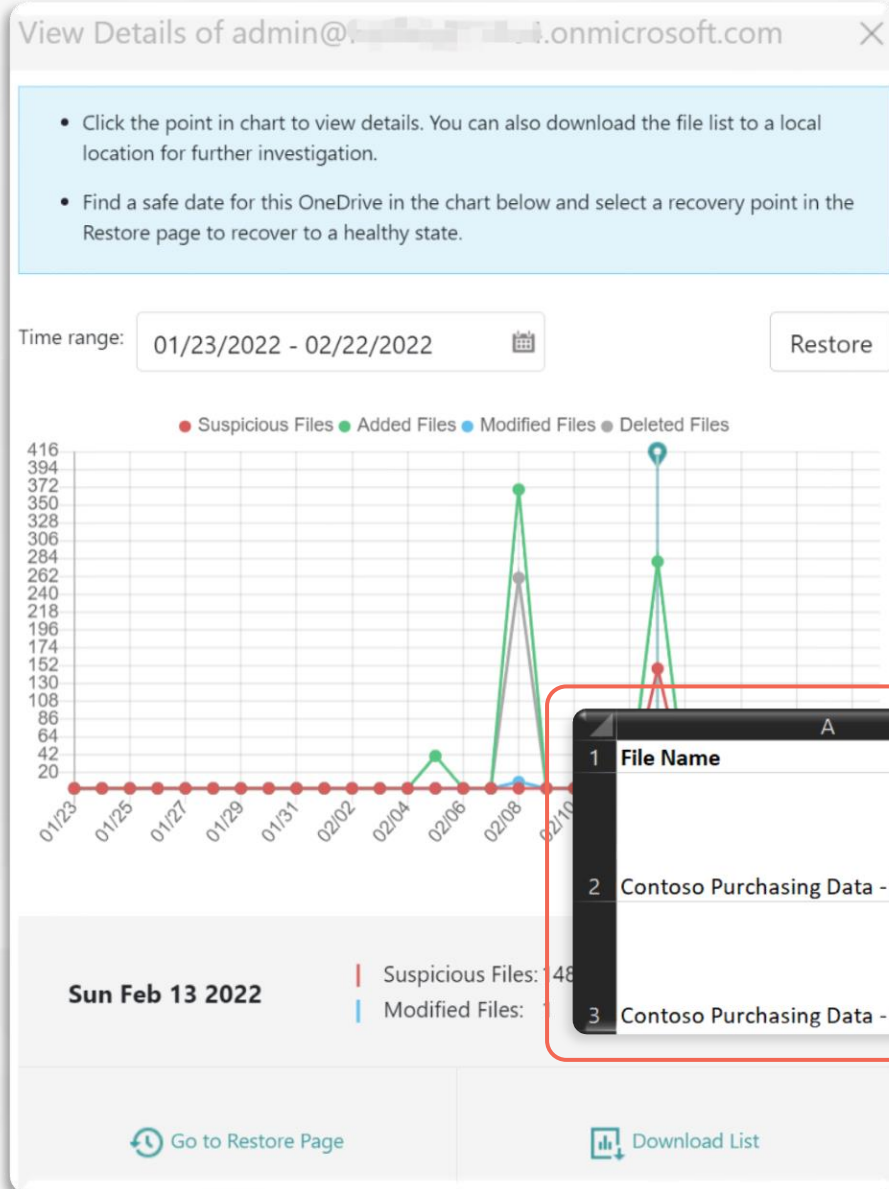 View Details of admin@ .onmicrosoft.com
Click the point in chart to view details. You can also download the file list to a local
location for further investigation.
Find a safe date for this OneDrive in the chart below and select a recovery point in the
Restore page to recover to a healthy state.
Time range: 01/23/2022 - 02/22/2022
Restore
Suspicious Files Added Files Modified Files Deleted Files
416
394
372
350
328
306
284
262
240
218
196
174
152
130
108
86
64
42
20
01/23 01/25 01/27 01/29 01/31 02/02 02/04 02/06 02/08 02/10
A
1 File Name
2 Contoso Purchasing Data -
3 Contoso Purchasing Data -
Sun Feb 13 2022
Suspicious Files: 148
Modified Files: 1
Go to Restore Page
Download List